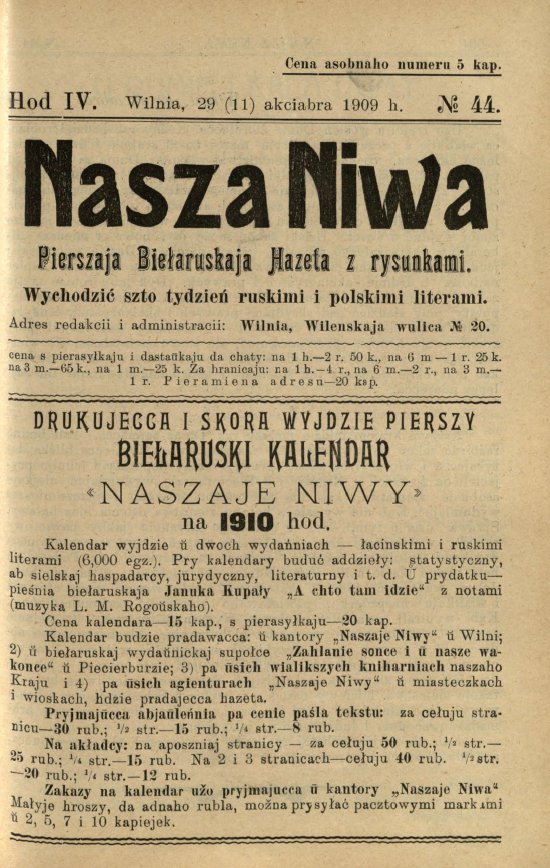 Cena asobnaho numeru 5 kap.
Hod IV. Wilnia, 29 (11) akciabra 1909 h. № 44.
Nasza Niwa
Pierszaja Biełaruskaja Hazeta z rysunkami.
Wychodzić szto tydzień ruskimi i polskimi literami.
Adres redakcii i administracii: Wilnia, Wilenskaja wulica № 20.
cena s pierasyłkaju i dastaŭkaju da chaty: na 1 h.—2 r. 50 k., na 6 m — 1 r. 25 k.
na 3 m.—65 k., na 1 m.—25 k. Za hranicaju: na 1 h.—4 r., na 6 m.—2 r., na 3 m.—
1 r. Pieramiena adresu—20 kap.
DRUKUJECCA I SKORA WYJDZIE PIERSZY
BIEŁARUSKI KALENDAR
«NASZAJE NIWY»
na 1910 hod.
Kalendar wyjdzie ŭ dwoch wydańniach — łacinskimi i ruskimi
literami (6,000 egz.). Pry kalendary buduć addzieły: statystyczny,
ab sielskaj haspadarcy, jurydyczny, literaturny i t. d. U prydatku—
pieśnia biełaruskaja Januka Kupały „A chto tam idzie" z notami
(muzyka L. M. Rogoŭskaho).
Cena kalendara—15 kap., s pierasyłkaju—20 kap.
Kalendar budzie pradawacca: ŭ kantory „Naszaje Niwy" ŭ Wilni;
2) ŭ biełaruskaj wydaŭnickaj supołce „Zahlanie sonce i ŭ nasze wa-
konce" ŭ Piecierburzie; 3) pa ŭsich wialikszych kniharniach naszaho
Kraju i 4) pa ŭsich agienturach „Naszaje Niwy" ŭ miasteczkach
i wioskach, hdzie pradajecca hazeta.
Pryjmajucca abjaŭleńnia pa cenie paśla tekstu: za cełuju stra-
nicu—30 rub.; ½ str.—15 rub.; ¼ str.—8 rub.
Na akładcy: na aposzniaj stranicy — za cełuju 50 rub.; ½ str.—
25 rub.; ¼ str.—15 rub. Na 2 i 3 stranicach—cełuju 40 rub. ½ str.
—20 rub.; ¼ str.—12 rub.
Zakazy na kalendar užo pryjmajucca ŭ kantory „Naszaje Niwa"
Małyje hroszy, da adnaho rubla, można prysyłać pacztowymi markami
ŭ 2, 5, 7 i 10 kapiejek.